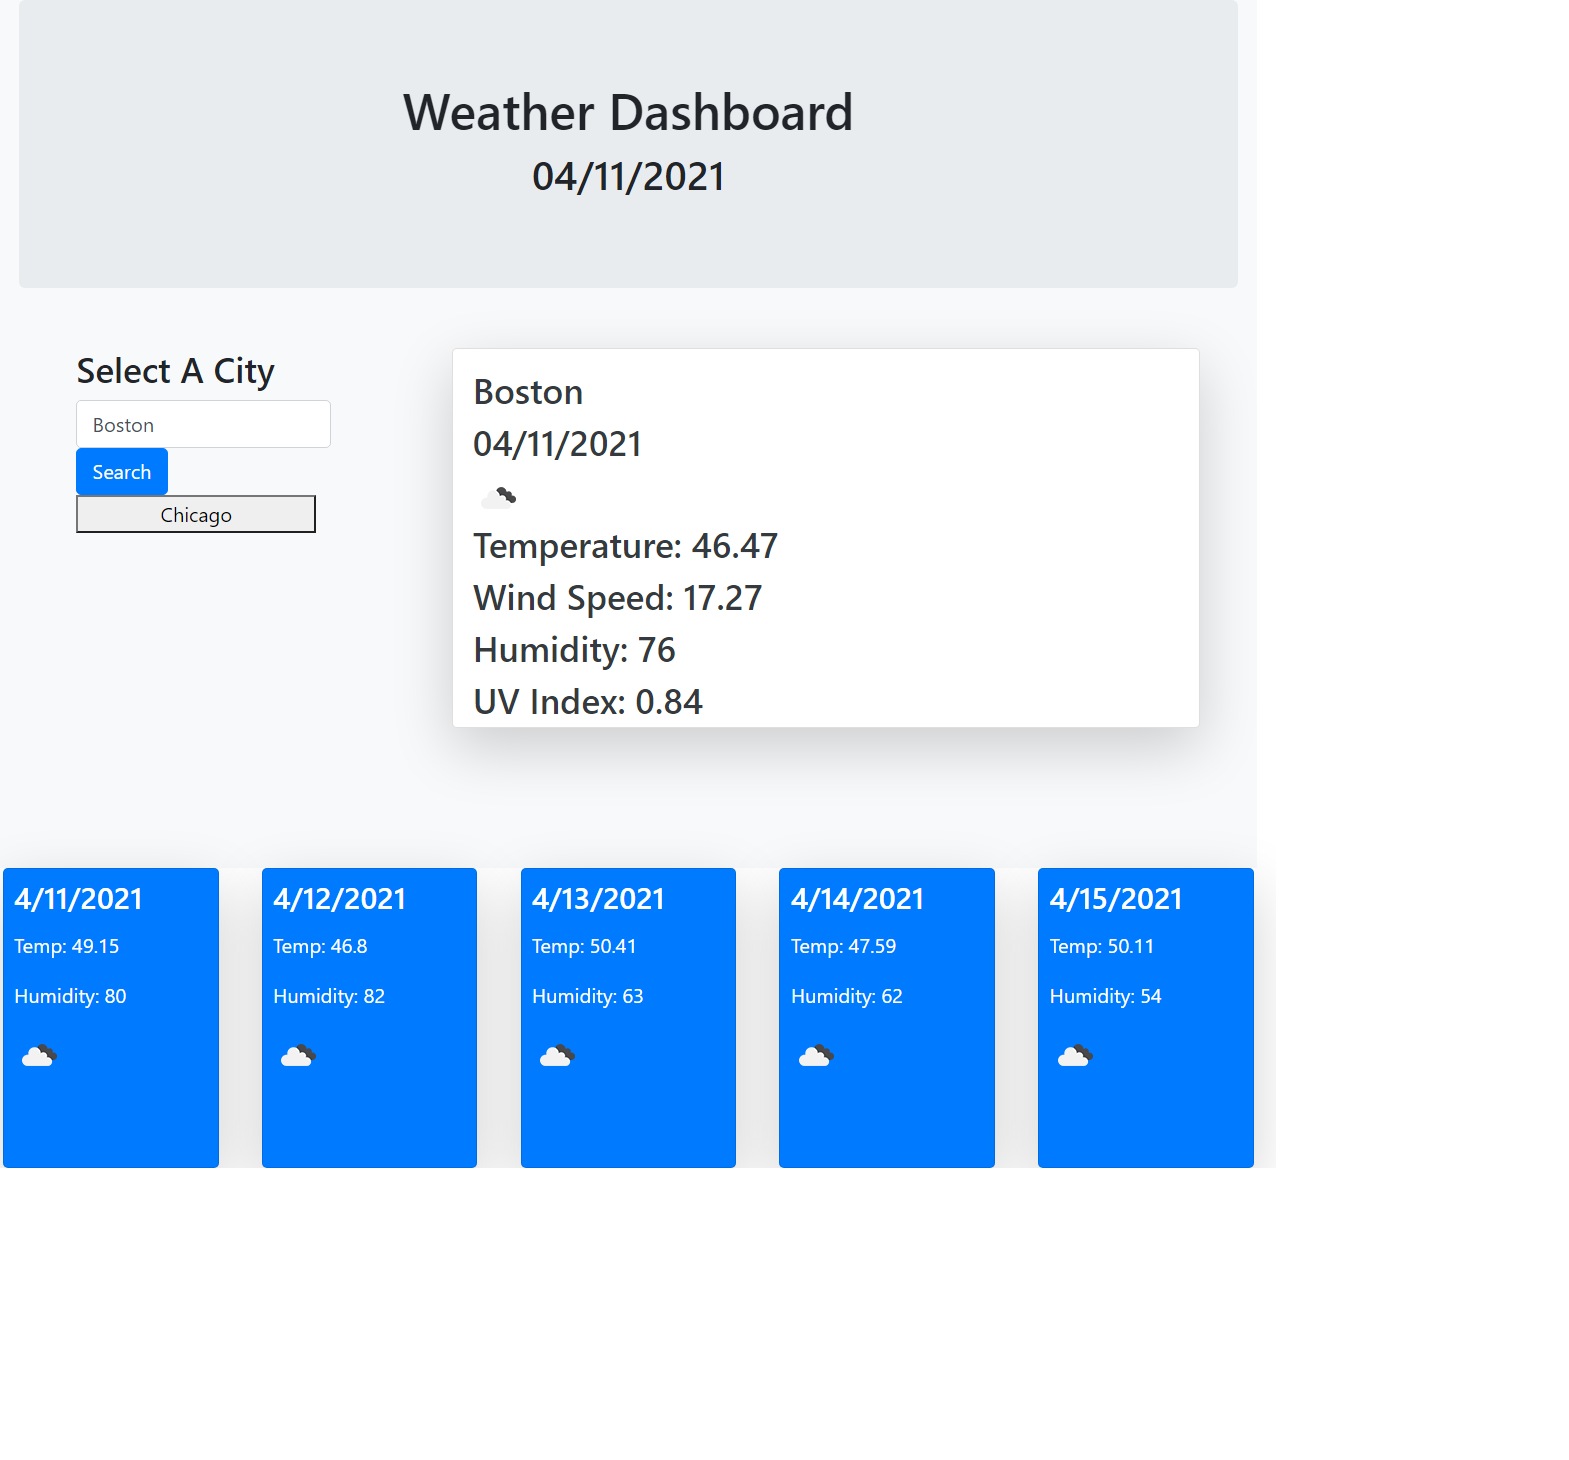 Weather Dashboard
04/11/2021
Select A City
Boston
Search
Chicago
Boston
04/11/2021
Temperature: 46.47
Wind Speed: 17.27
Humidity: 76
UV Index: 0.84
4/11/2021
Temp: 49.15
Humidity: 80
4/12/2021
Temp: 46.8
Humidity: 82
4/13/2021
Temp: 50.41
Humidity: 63
4/14/2021
Temp: 47.59
Humidity: 62
4/15/2021
Temp: 50.11
Humidity: 54